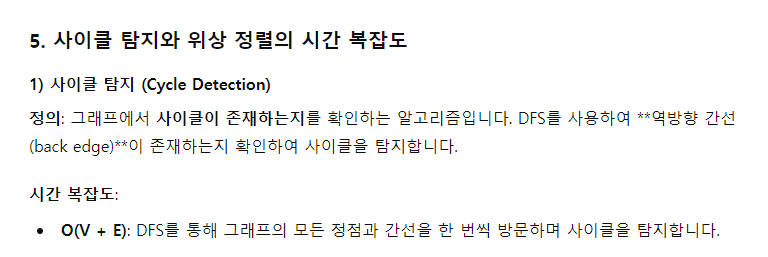 5. 사이클 탐지와 위상 정렬의 시간 복잡도
1) 사이클 탐지 (Cycle Detection)
정의: 그래프에서 사이클이 존재하는지를 확인하는 알고리즘입니다. DFS를 사용하여 **역방향 간선
(back edge)**이 존재하는지 확인하여 사이클을 탐지합니다.
시간 복잡도:
• O(V + E): DFS를 통해 그래프의 모든 정점과 간선을 한 번씩 방문하며 사이클을 탐지합니다.